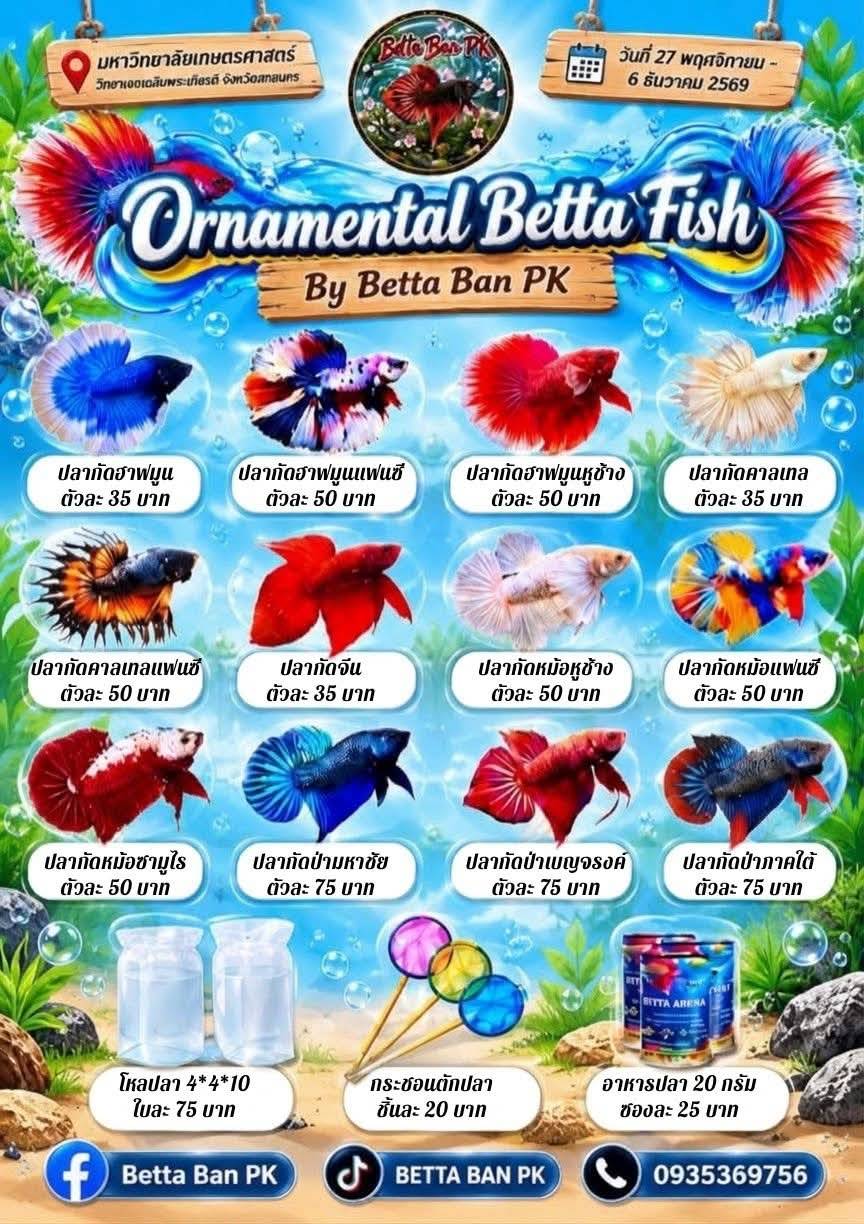 มหาวิทยาลัยเกษตรศาสตร์
วิทยาเขตเฉลิมพระเกียรติ จังหวัดสกลนคร
Betta Ban PK
วันที่ 27 พฤศจิกายน -
6 ธันวาคม 2569
Ornamental Betta Fish
By Betta Ban PK
ปลากัดฮาฟมูน
ตัวละ 35 บาท
ปลากัดฮาฟมูนแฟนซี
ตัวละ 50 บาท
ปลากัดฮาฟมูนหูช้าง
ตัวละ 50 บาท
ปลากัดคาลเทล
ตัวละ 35 บาท
ปลากัดคาลเทลแฟนซี
ตัวละ 50 บาท
ปลากัดจีน
ตัวละ 35 บาท
ปลากัดหม้อหูช้าง
ตัวละ 50 บาท
ปลากัดหม้อแฟนซี
ตัวละ 50 บาท
ปลากัดหม้อซามูไร
ตัวละ 50 บาท
ปลากัดป่ามหาชัย
ตัวละ 75 บาท
ปลากัดป่าเบญจรงค์
ตัวละ 75 บาท
ปลากัดป่าภาคใต้
ตัวละ 75 บาท
BETTA ARENA
โหลปลา 4*4*10
ใบละ 75 บาท
กระชอนตักปลา
ชิ้นละ 20 บาท
อาหารปลา 20 กรัม
ซองละ 25 บาท
Betta Ban PK
BETTA BAN PK
0935369756